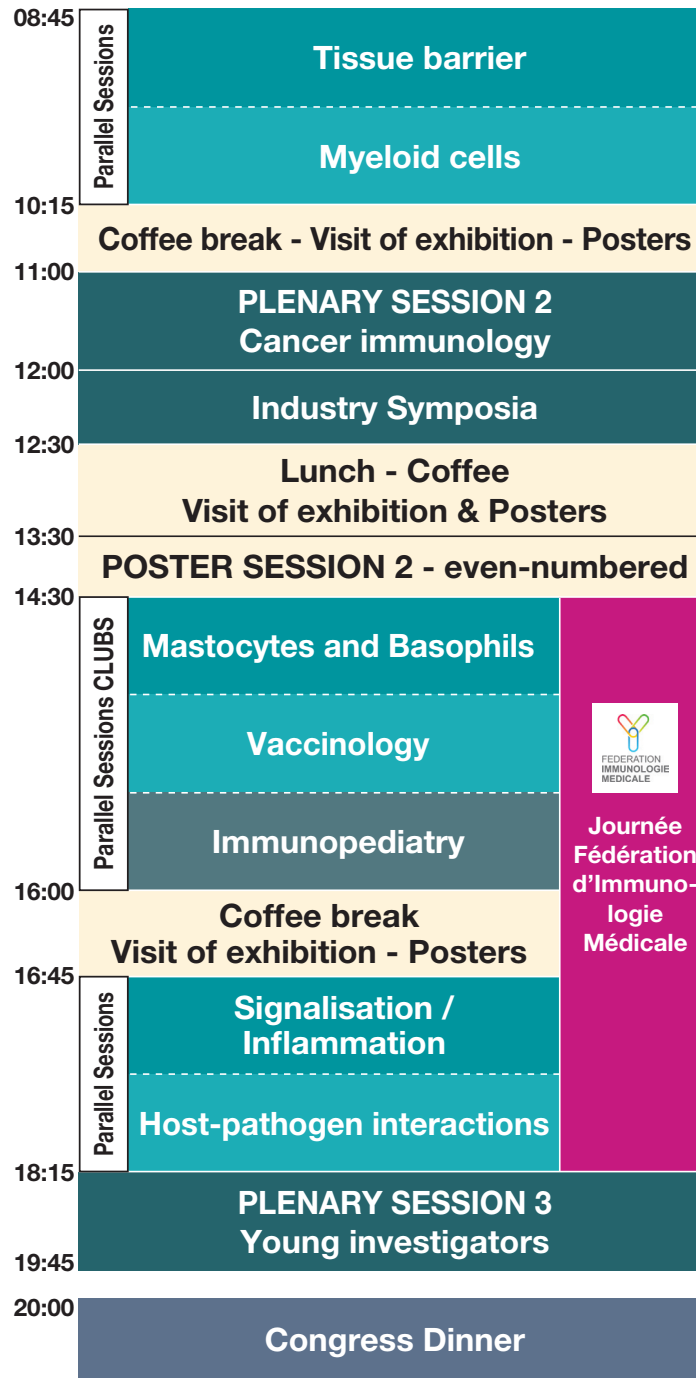 08:45
Parallel Sessions
Tissue barrier
Myeloid cells
10:15
Coffee break - Visit of exhibition - Posters
11:00
PLENARY SESSION 2
Cancer immunology
12:00
Industry Symposia
12:30
Lunch - Coffee
Visit of exhibition & Posters
13:30
POSTER SESSION 2 - even-numbered
14:30
Parallel Sessions CLUBS
Mastocytes and Basophils
Vaccinology
Immunopediatry
FEDERATION
IMMUNOLOGIE
MEDICALE
Journée
Fédération
d'Immuno-
logie
Médicale
16:00
Coffee break
Visit of exhibition - Posters
16:45
Parallel Sessions
Signalisation /
Inflammation
Host-pathogen interactions
18:15
PLENARY SESSION 3
Young investigators
19:45
20:00
Congress Dinner